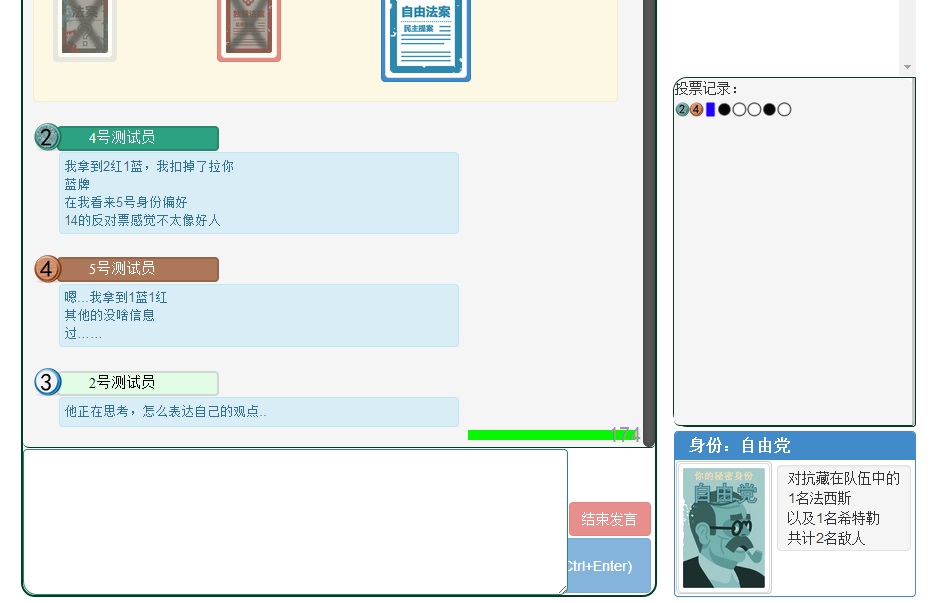 自由法案
民主提案
投票记录：
2 4
2
4号测试员
我拿到2红1蓝，我扣掉了拉你
蓝牌
在我看来5号身份偏好
14的反对票感觉不太像好人
4
5号测试员
嗯…我拿到1蓝1红
其他的没啥信息
过……
3
2号测试员
他正在思考，怎么表达自己的观点..
174
结束发言
Ctrl+Enter)
身份：自由党
你的秘密身份
自由党
对抗藏在队伍中的
1名法西斯
以及1名希特勒
共计2名敌人